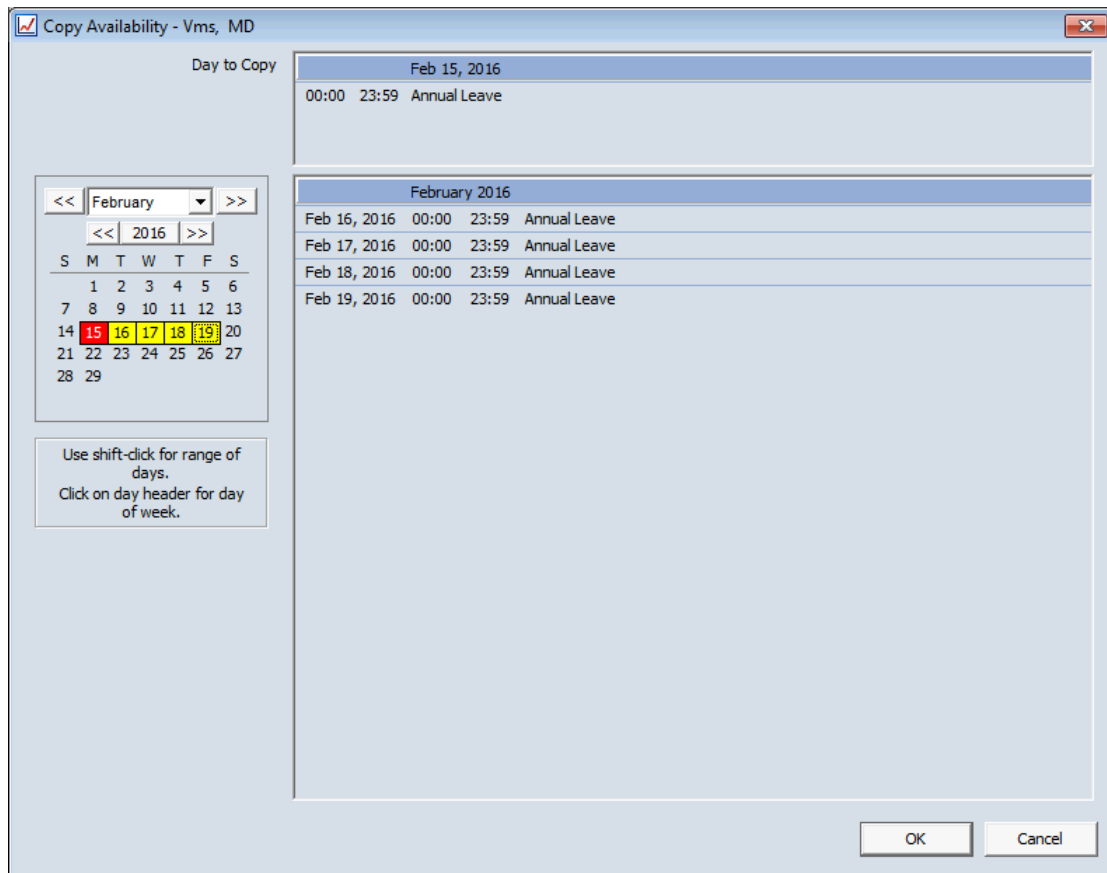 Copy Availability - Vms, MD
Day to Copy
Feb 15, 2016
00:00 23:59 Annual Leave
<< February >>
<< 2016 >>
S M T W T F S
1 2 3 4 5 6
7 8 9 10 11 12 13
14 15 16 17 18 19 20
21 22 23 24 25 26 27
28 29
Use shift-click for range of
days.
Click on day header for day
of week.
February 2016
Feb 16, 2016 00:00 23:59 Annual Leave
Feb 17, 2016 00:00 23:59 Annual Leave
Feb 18, 2016 00:00 23:59 Annual Leave
Feb 19, 2016 00:00 23:59 Annual Leave
OK
Cancel